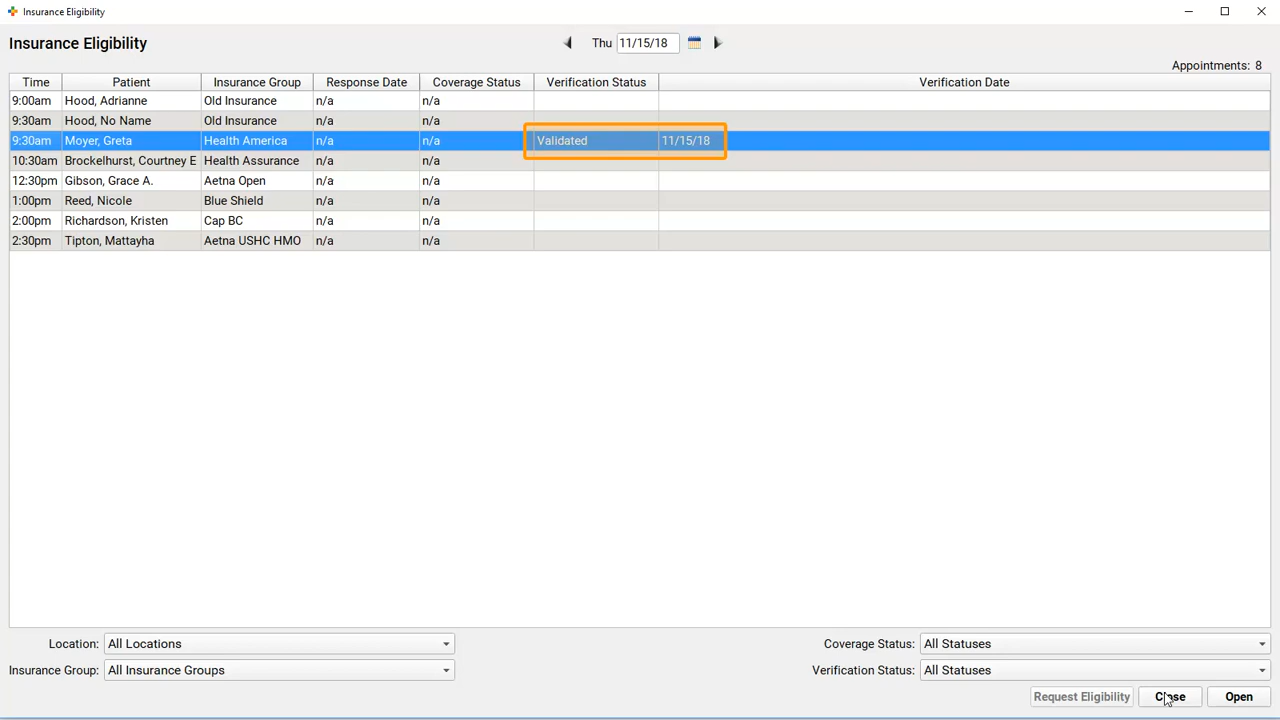 Insurance Eligibility
Insurance Eligibility
Thu 11/15/18
Appointments: 8
Time Patient Insurance Group Response Date Coverage Status Verification Status Verification Date
9:00am Hood, Adrianne Old Insurance n/a n/a
9:30am Hood, No Name Old Insurance n/a n/a
9:30am Moyer, Greta Health America n/a n/a Validated 11/15/18
10:30am Brockelhurst, Courtney E Health Assurance n/a n/a
12:30pm Gibson, Grace A. Aetna Open n/a n/a
1:00pm Reed, Nicole Blue Shield n/a n/a
2:00pm Richardson, Kristen Cap BC n/a n/a
2:30pm Tipton, Mattayha Aetna USHC HMO n/a n/a
Location: All Locations Coverage Status: All Statuses
Insurance Group: All Insurance Groups Verification Status: All Statuses
Request Eligibility Close Open